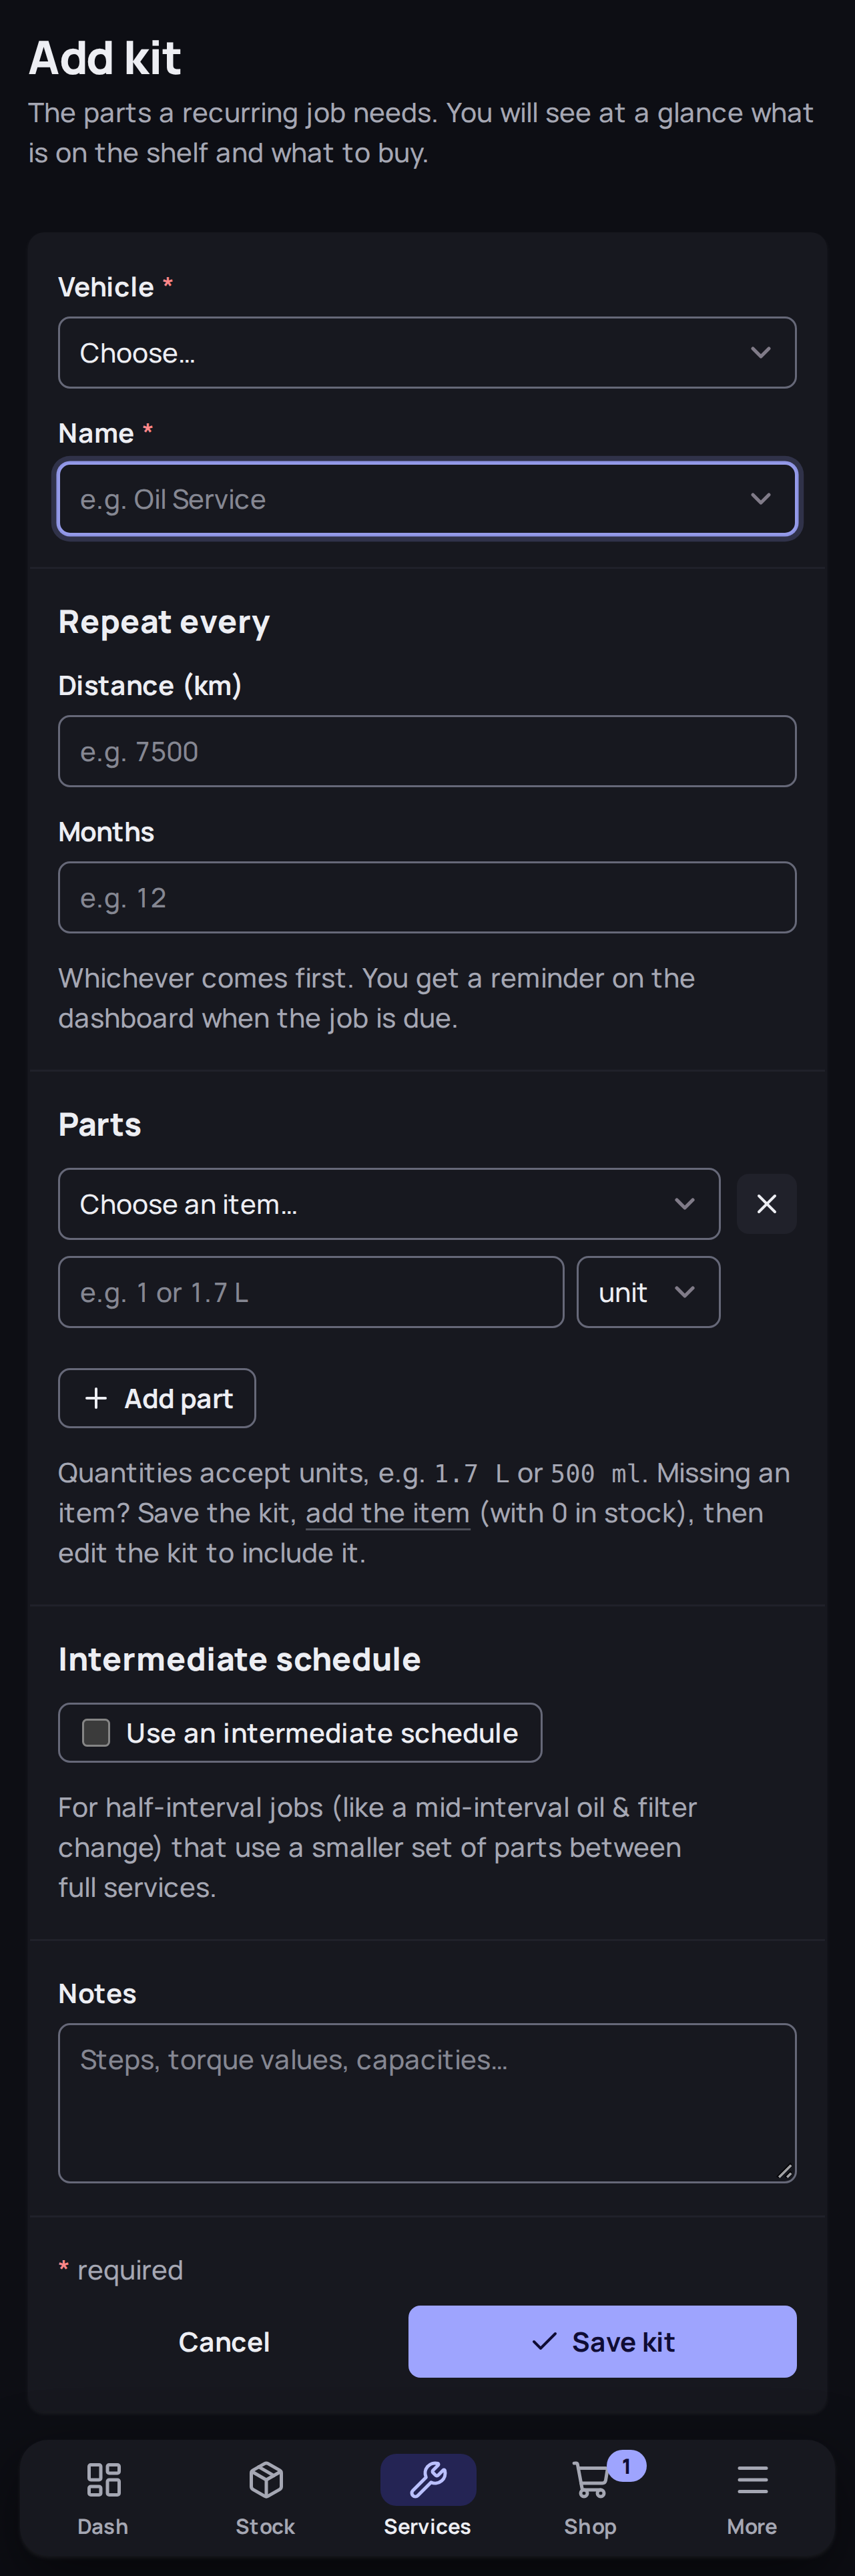 Add kit
The parts a recurring job needs. You will see at a glance what
is on the shelf and what to buy.
Vehicle *
Choose...
Name *
e.g. Oil Service
Repeat every
Distance (km)
e.g. 7500
Months
e.g. 12
Whichever comes first. You get a reminder on the
dashboard when the job is due.
Parts
Choose an item...
e.g. 1 or 1.7 L
unit
Add part
Quantities accept units, e.g. 1.7 L or 500 ml. Missing an
item? Save the kit, add the item (with 0 in stock), then
edit the kit to include it.
Intermediate schedule
Use an intermediate schedule
For half-interval jobs (like a mid-interval oil & filter
change) that use a smaller set of parts between
full services.
Notes
Steps, torque values, capacities...
* required
Cancel
Save kit
1
Dash
Stock
Services
Shop
More